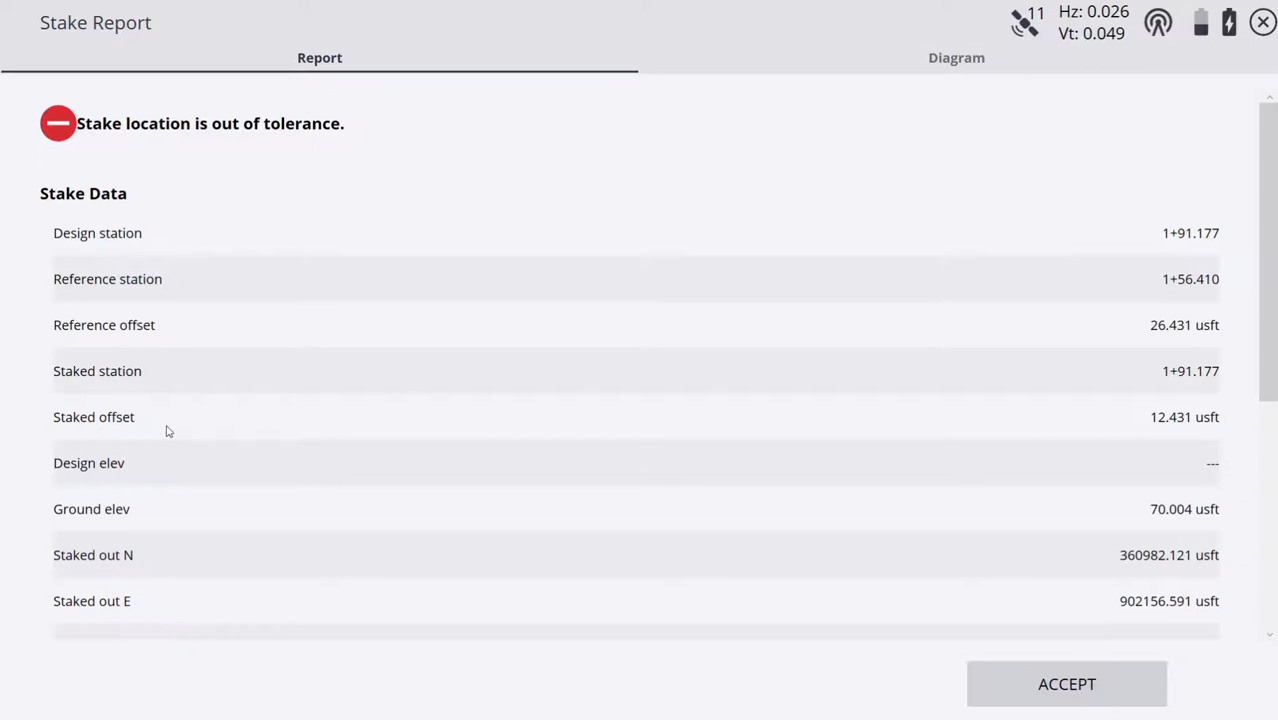 Stake Report
11
Hz: 0.026
Vt: 0.049
Report
Diagram
Stake location is out of tolerance.
Stake Data
Design station 1+91.177
Reference station 1+56.410
Reference offset 26.431 usft
Staked station 1+91.177
Staked offset 12.431 usft
Design elev ---
Ground elev 70.004 usft
Staked out N 360982.121 usft
Staked out E 902156.591 usft
ACCEPT